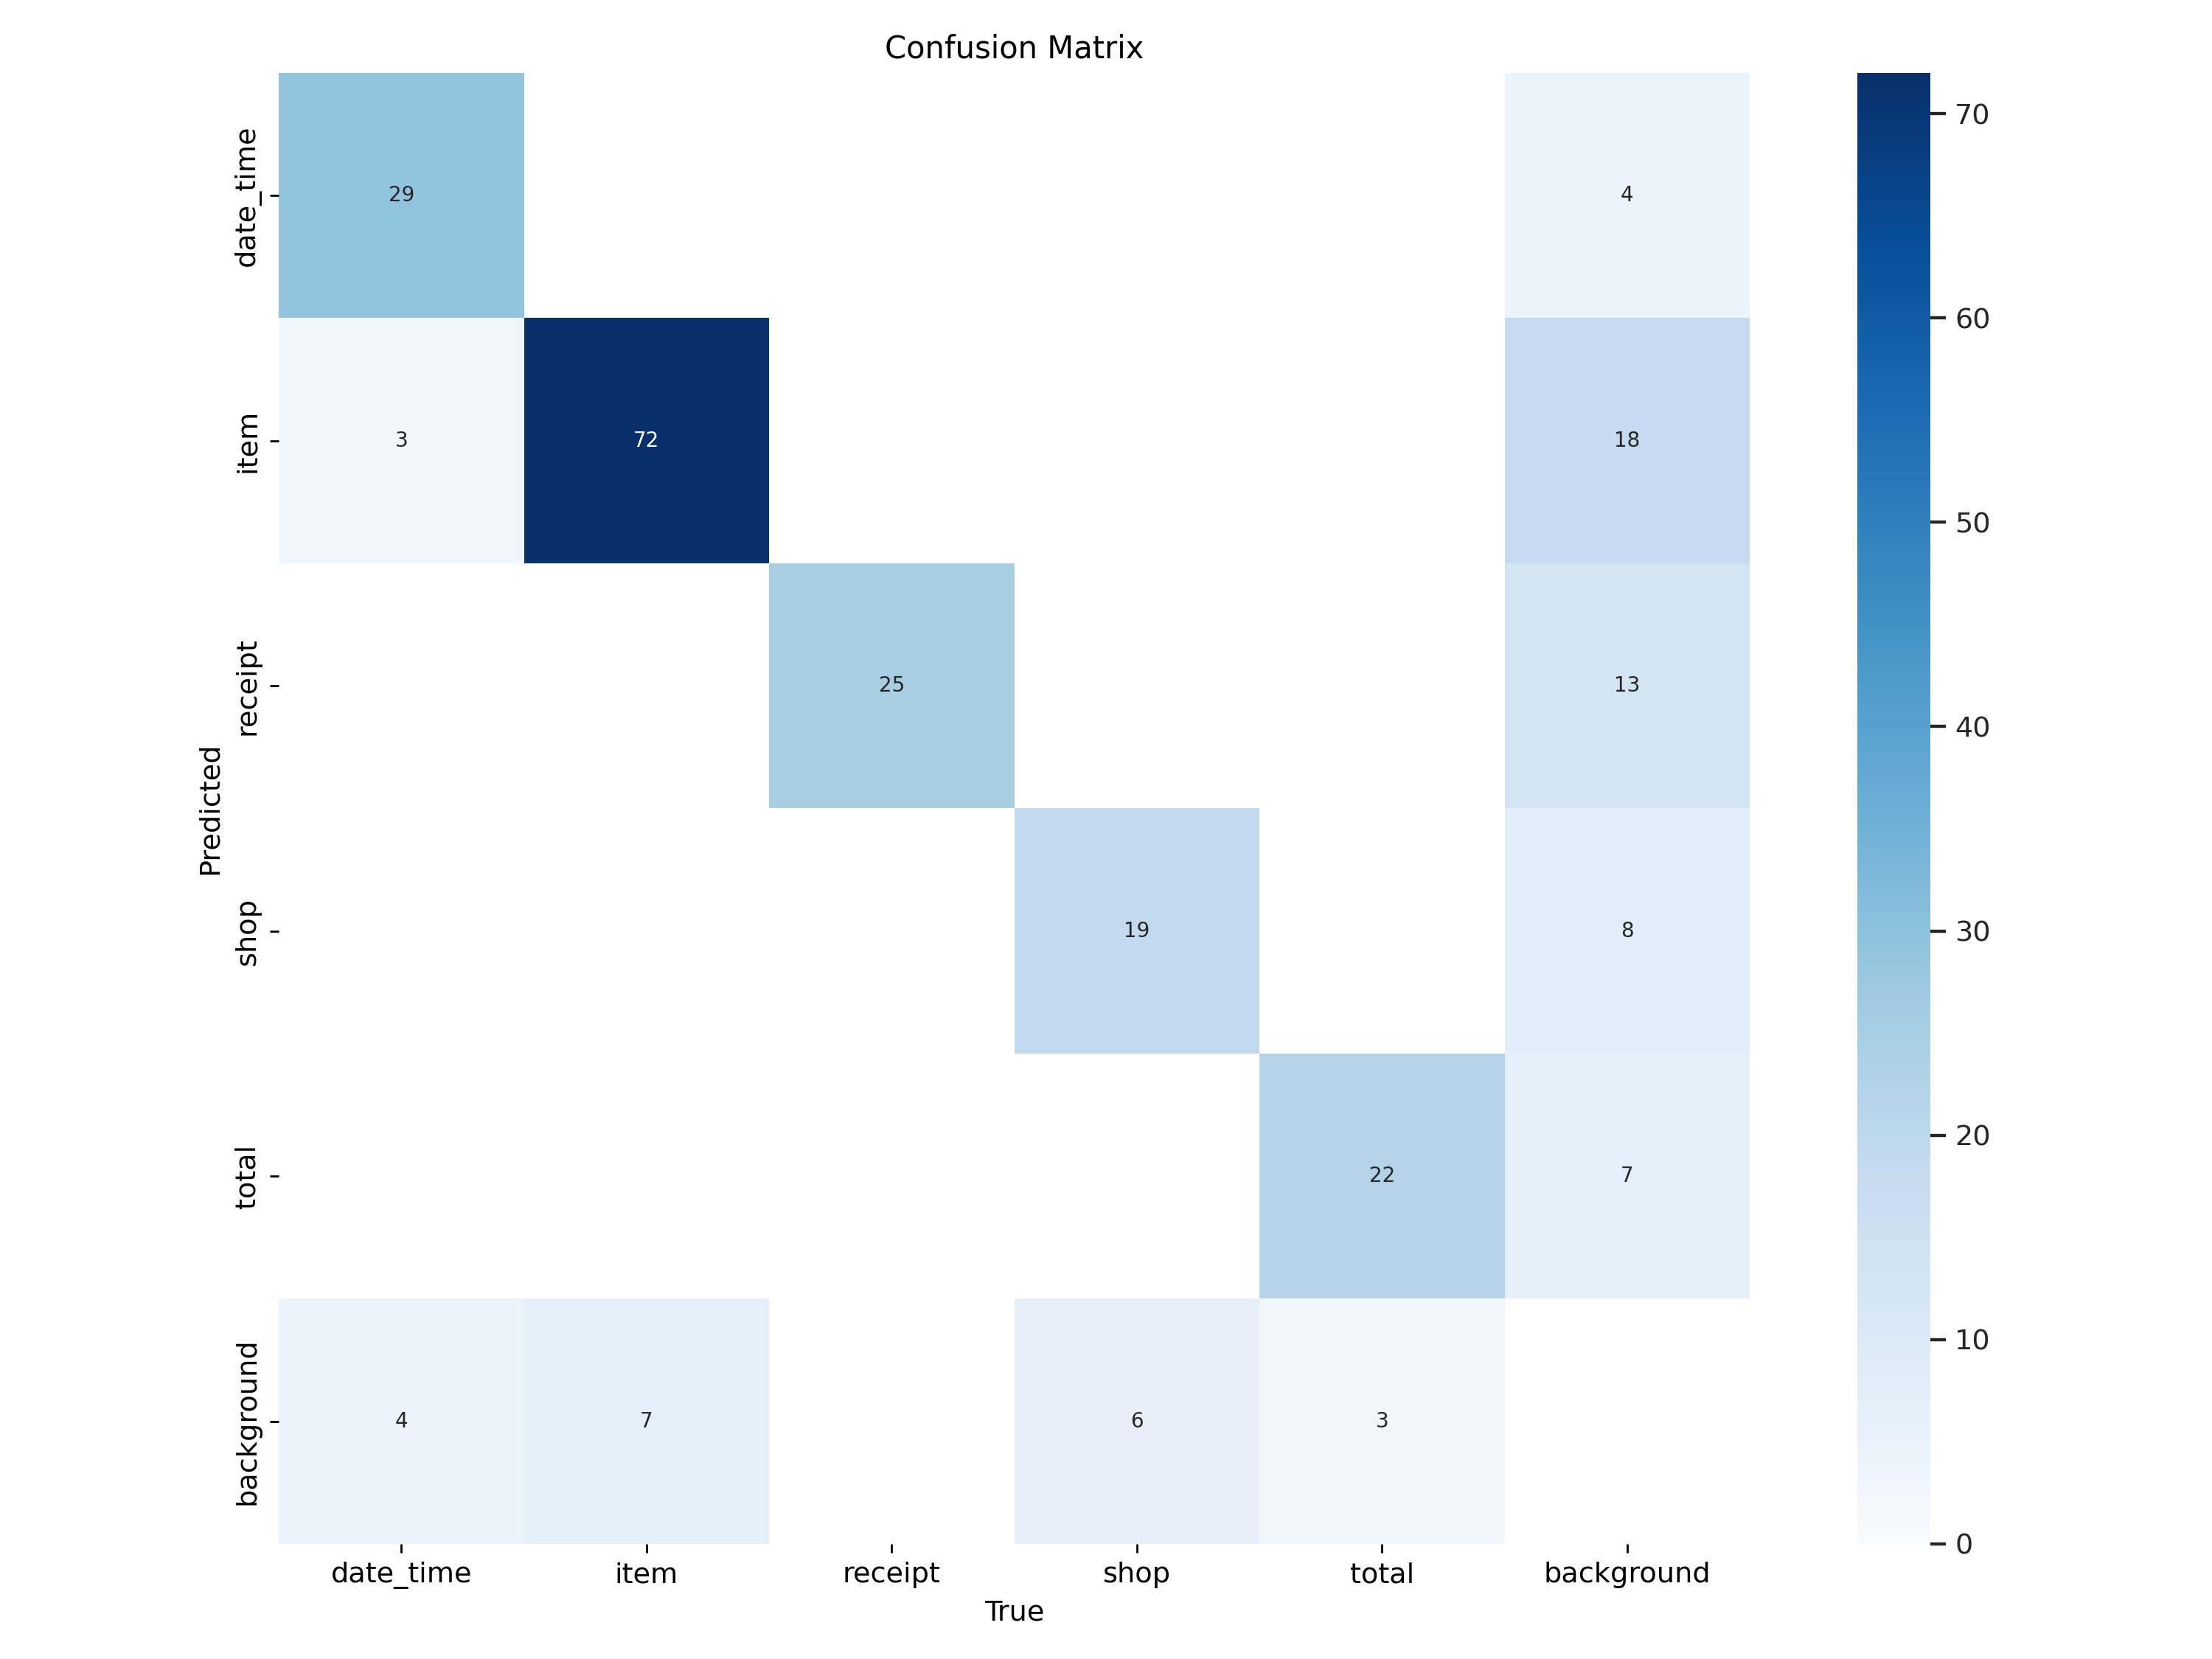 Confusion Matrix
date_time
29
4
70
item
3
72
18
60
50
receipt
25
13
40
Predicted
shop
19
8
30
total
22
7
20
background
4
7
6
3
10
0
date_time
item
receipt
shop
total
background
True